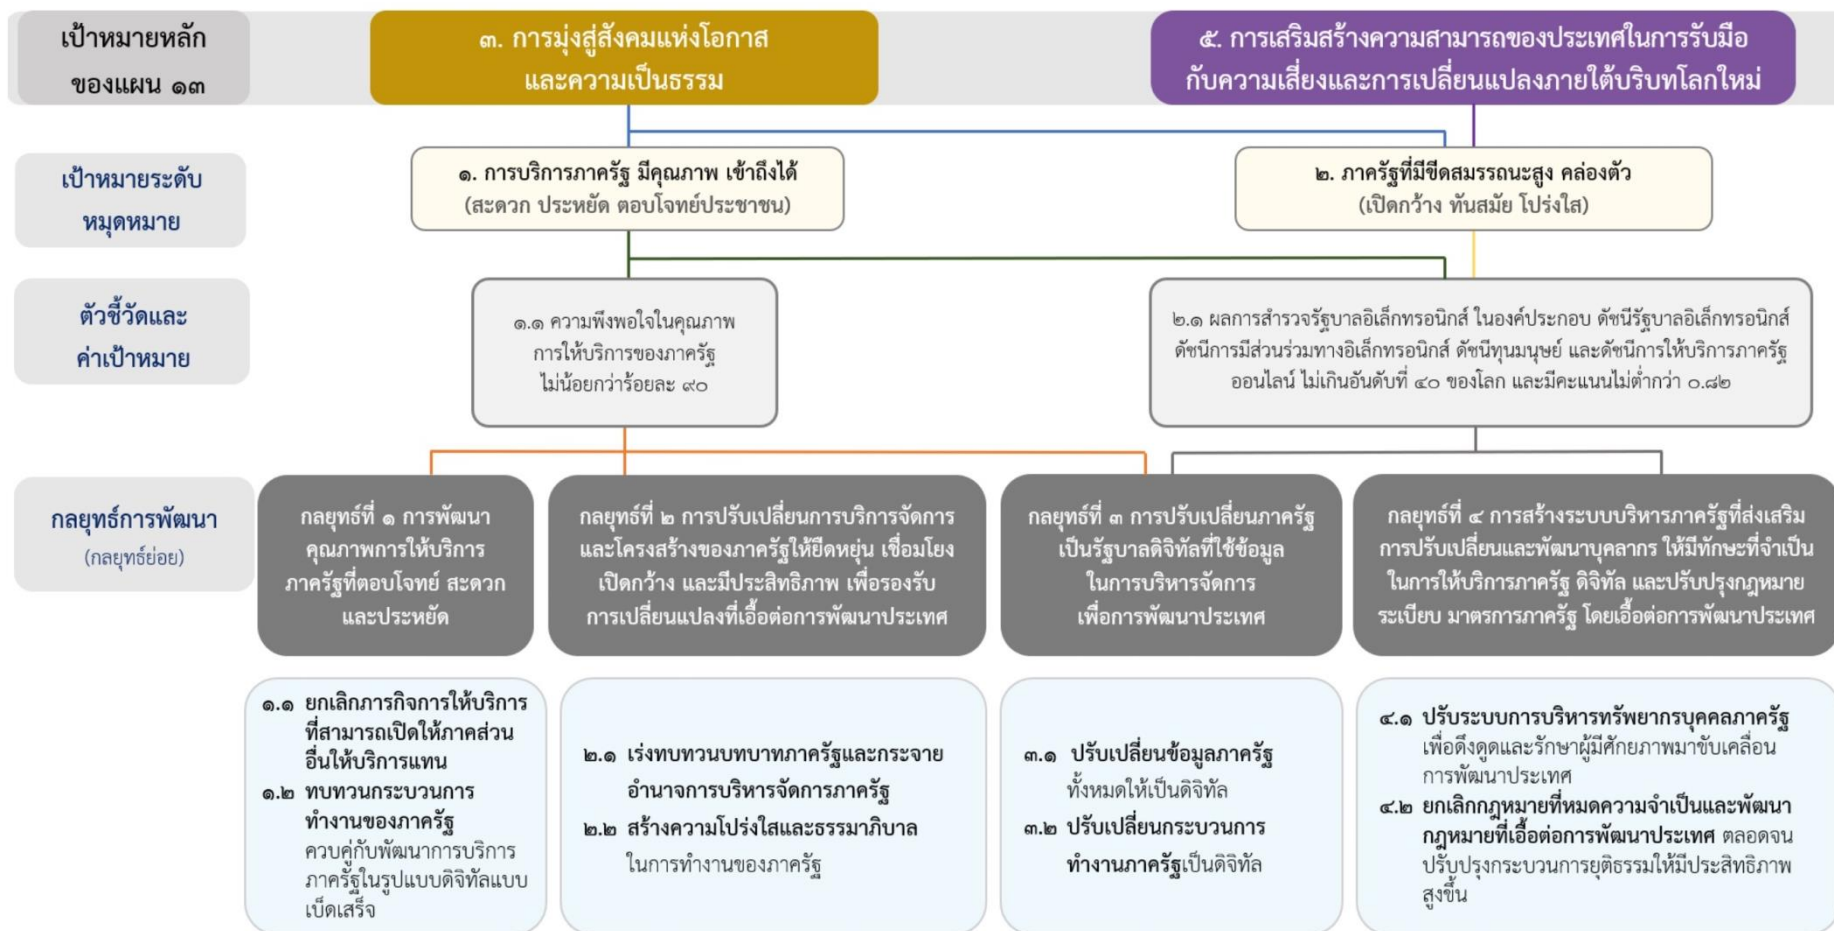 เป้าหมายหลัก
ของแผน ๑๓
๓. การมุ่งสู่สังคมแห่งโอกาส
และความเป็นธรรม
๕. การเสริมสร้างความสามารถของประเทศในการรับมือ
กับความเสี่ยงและการเปลี่ยนแปลงภายใต้บริบทโลกใหม่
เป้าหมายระดับ
หมุดหมาย
๑. การบริการภาครัฐ มีคุณภาพ เข้าถึงได้
(สะดวก ประหยัด ตอบโจทย์ประชาชน)
๒. ภาครัฐที่มีขีดสมรรถนะสูง คล่องตัว
(เปิดกว้าง ทันสมัย โปร่งใส)
ตัวชี้วัดและ
ค่าเป้าหมาย
๑.๑ ความพึงพอใจในคุณภาพ
การให้บริการของภาครัฐ
ไม่น้อยกว่าร้อยละ ๙๐
๒.๑ ผลการสำรวจรัฐบาลอิเล็กทรอนิกส์ ในองค์ประกอบ ดัชนีรัฐบาลอิเล็กทรอนิกส์
ดัชนีการมีส่วนร่วมทางอิเล็กทรอนิกส์ ดัชนีทุนมนุษย์ และดัชนีการให้บริการภาครัฐ
ออนไลน์ ไม่เกินอันดับที่ ๔๐ ของโลก และมีคะแนนไม่ต่ำกว่า ๐.๘๒
กลยุทธ์การพัฒนา
(กลยุทธ์ย่อย)
กลยุทธ์ที่ ๑ การพัฒนา
คุณภาพการให้บริการ
ภาครัฐที่ตอบโจทย์ สะดวก
และประหยัด
กลยุทธ์ที่ ๒ การปรับเปลี่ยนการบริการจัดการ
และโครงสร้างของภาครัฐให้ยืดหยุ่น เชื่อมโยง
เปิดกว้าง และมีประสิทธิภาพ เพื่อรองรับ
การเปลี่ยนแปลงที่เอื้อต่อการพัฒนาประเทศ
กลยุทธ์ที่ ๓ การปรับเปลี่ยนภาครัฐ
เป็นรัฐบาลดิจิทัลที่ใช้ข้อมูล
ในการบริหารจัดการ
เพื่อการพัฒนาประเทศ
กลยุทธ์ที่ ๔ การสร้างระบบบริหารภาครัฐที่ส่งเสริม
การปรับเปลี่ยนและพัฒนาบุคลากร ให้มีทักษะที่จำเป็น
ในการให้บริการภาครัฐ ดิจิทัล และปรับปรุงกฎหมาย
ระเบียบ มาตรการภาครัฐ โดยเอื้อต่อการพัฒนาประเทศ
๑.๑ ยกเลิกภารกิจการให้บริการ
ที่สามารถเปิดให้ภาคส่วน
อื่นให้บริการแทน
๑.๒ ทบทวนกระบวนการ
ทำงานของภาครัฐ
ควบคู่กับพัฒนาการบริการ
ภาครัฐในรูปแบบดิจิทัลแบบ
เบ็ดเสร็จ
๒.๑ เร่งทบทวนบทบาทภาครัฐและกระจาย
อำนาจการบริหารจัดการภาครัฐ
๒.๒ สร้างความโปร่งใสและธรรมาภิบาล
ในการทำงานของภาครัฐ
๓.๑ ปรับเปลี่ยนข้อมูลภาครัฐ
ทั้งหมดให้เป็นดิจิทัล
๓.๒ ปรับเปลี่ยนกระบวนการ
ทำงานภาครัฐเป็นดิจิทัล
๔.๑ ปรับระบบการบริหารทรัพยากรบุคคลภาครัฐ
เพื่อดึงดูดและรักษาผู้มีศักยภาพมาขับเคลื่อน
การพัฒนาประเทศ
๔.๒ ยกเลิกกฎหมายที่หมดความจำเป็นและพัฒนา
กฎหมายที่เอื้อต่อการพัฒนาประเทศ ตลอดจน
ปรับปรุงกระบวนการยุติธรรมให้มีประสิทธิภาพ
สูงขึ้น